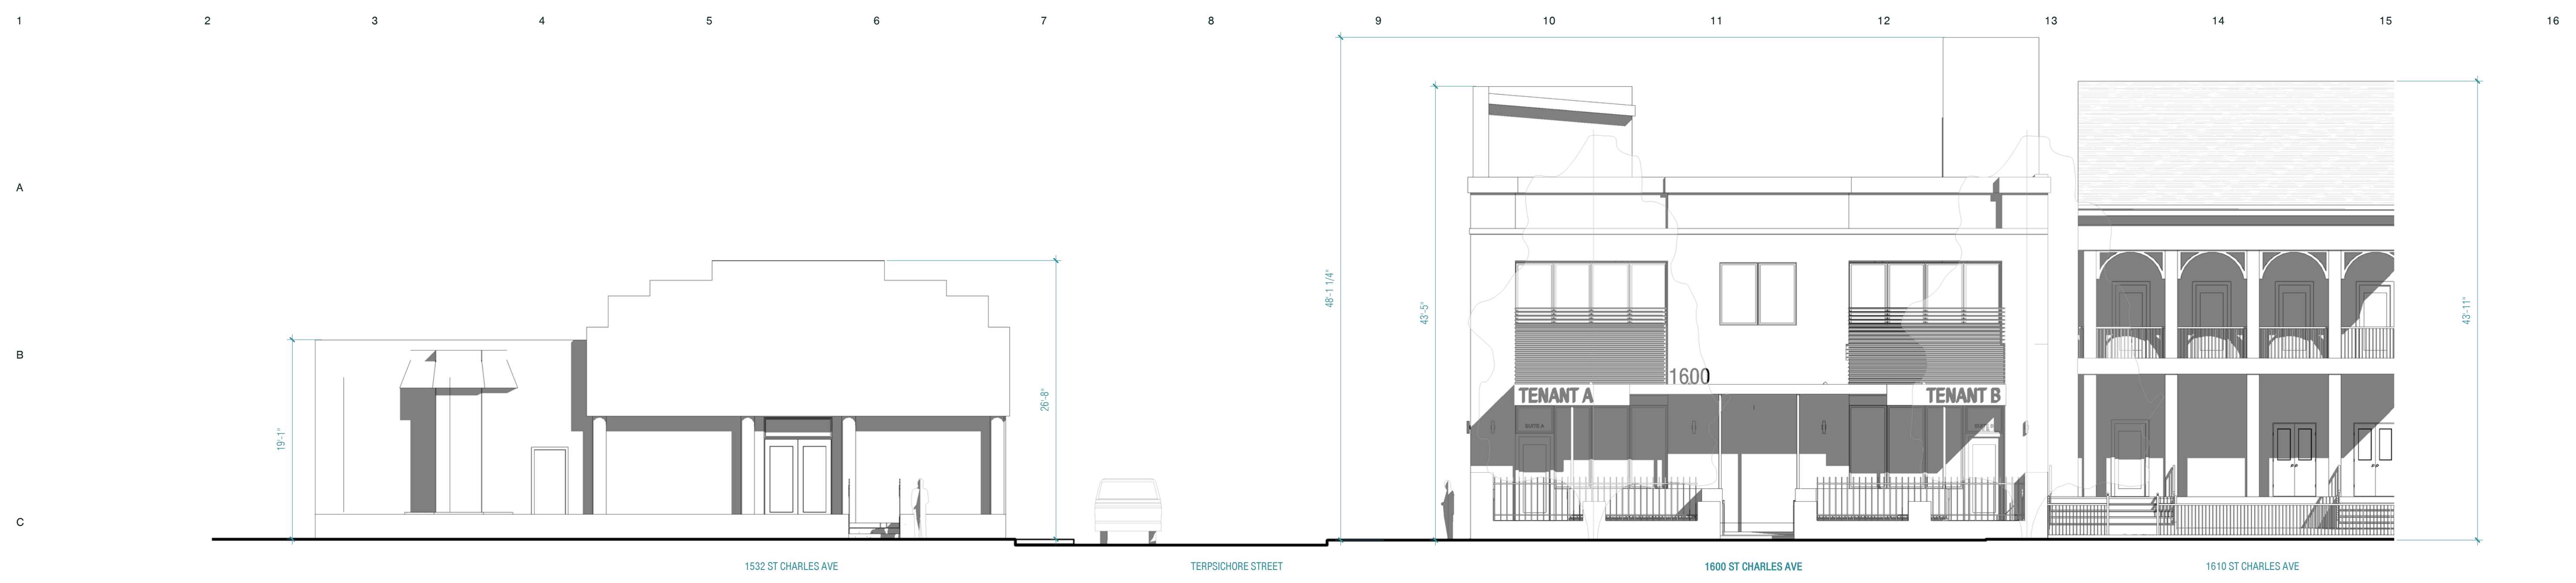 1 2 3 4 5 6 7 8 9 10 11 12 13 14 15 16
A
B
C
19'-1"
26'-8"
48'-1 1/4"
43'-5"
43'-11"
1600
TENANT A
TENANT B
SUITE A
SUITE B
1532 ST CHARLES AVE
TERPSICHORE STREET
1600 ST CHARLES AVE
1610 ST CHARLES AVE